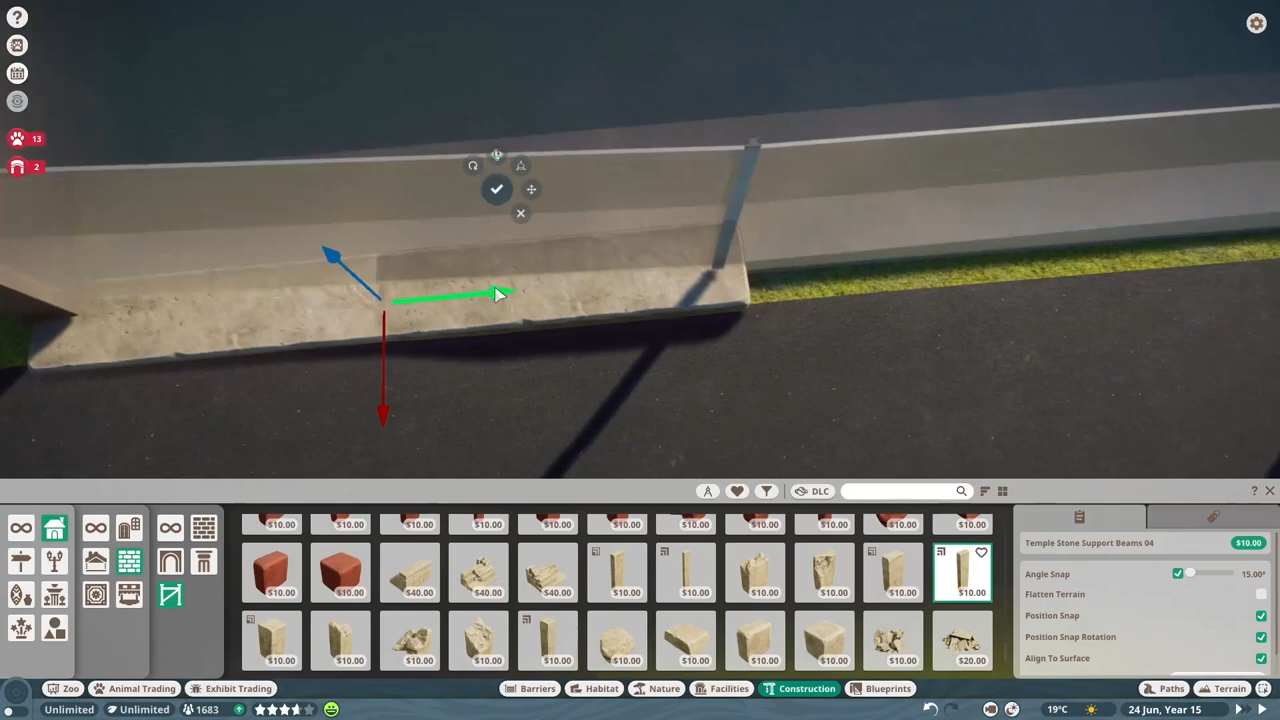 ?
13
2
DLC
?
$10.00 $10.00 $10.00 $10.00 $10.00 $10.00 $10.00 $10.00 $10.00 $10.00 $10.00
$10.00 $10.00 $40.00 $40.00 $40.00 $10.00 $10.00 $10.00 $10.00 $10.00 $10.00
$10.00 $10.00 $10.00 $10.00 $10.00 $10.00 $10.00 $10.00 $10.00 $10.00 $20.00
Temple Stone Support Beams 04 $10.00
Angle Snap 15.00°
Flatten Terrain
Position Snap
Position Snap Rotation
Align To Surface
Zoo Animal Trading Exhibit Trading Barriers Habitat Nature Facilities Construction Blueprints Paths Terrain
Unlimited Unlimited 1683 19°C 24 Jun, Year 15